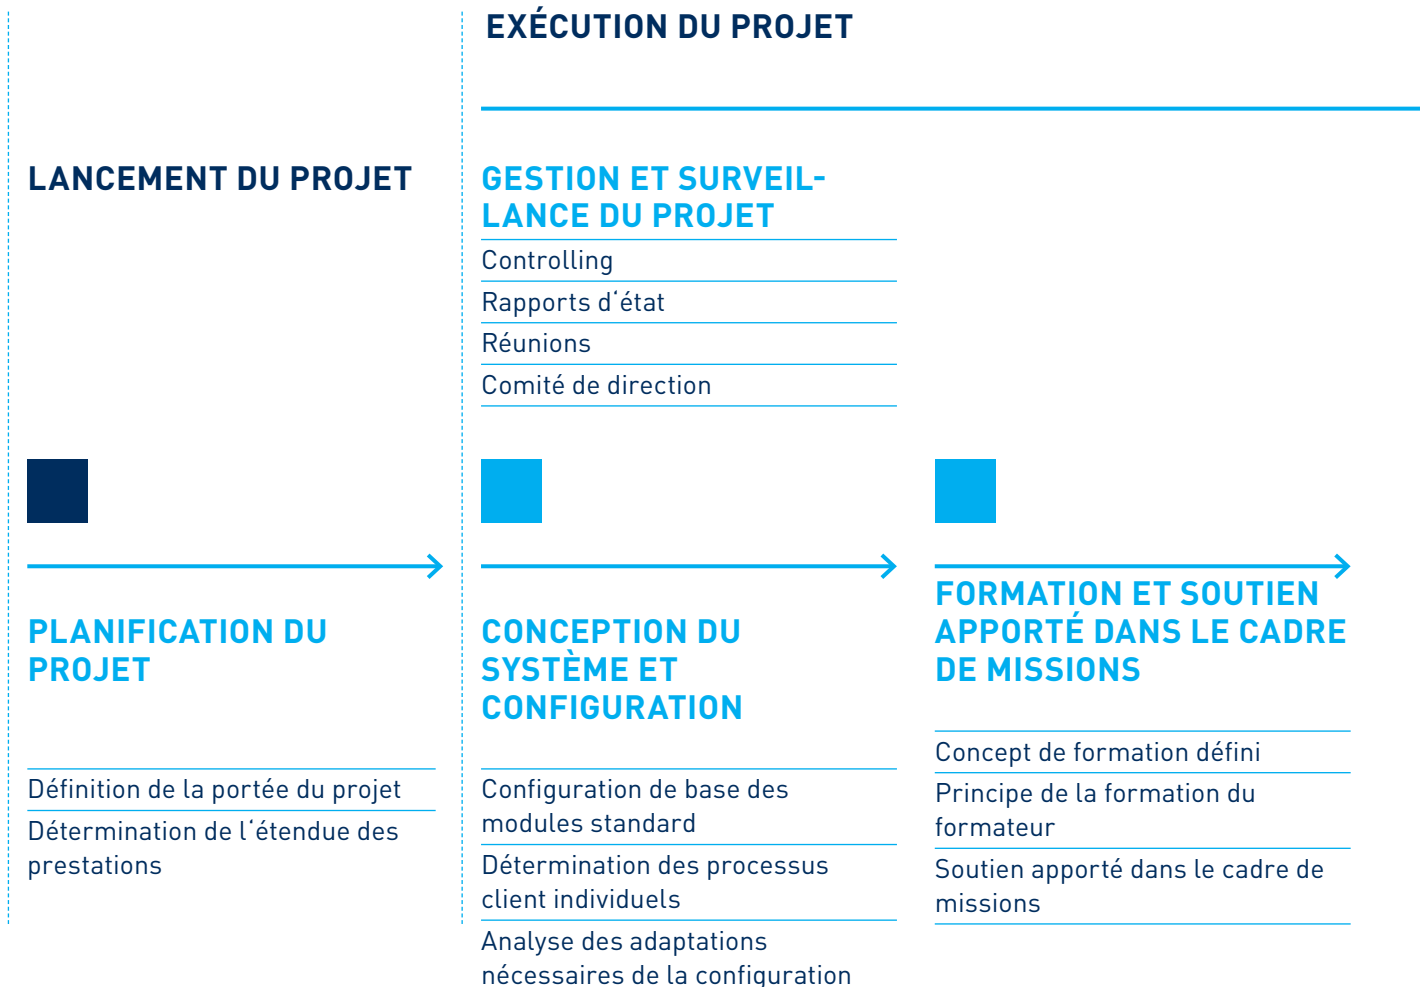 EXÉCUTION DU PROJET
LANCEMENT DU PROJET
GESTION ET SURVEIL-
LANCE DU PROJET
Controlling
Rapports d‘état
Réunions
Comité de direction
PLANIFICATION DU
PROJET
Définition de la portée du projet
Détermination de l‘étendue des
prestations
CONCEPTION DU
SYSTÈME ET
CONFIGURATION
Configuration de base des
modules standard
Détermination des processus
client individuels
Analyse des adaptations
nécessaires de la configuration
FORMATION ET SOUTIEN
APPORTÉ DANS LE CADRE
DE MISSIONS
Concept de formation défini
Principe de la formation du
formateur
Soutien apporté dans le cadre de
missions